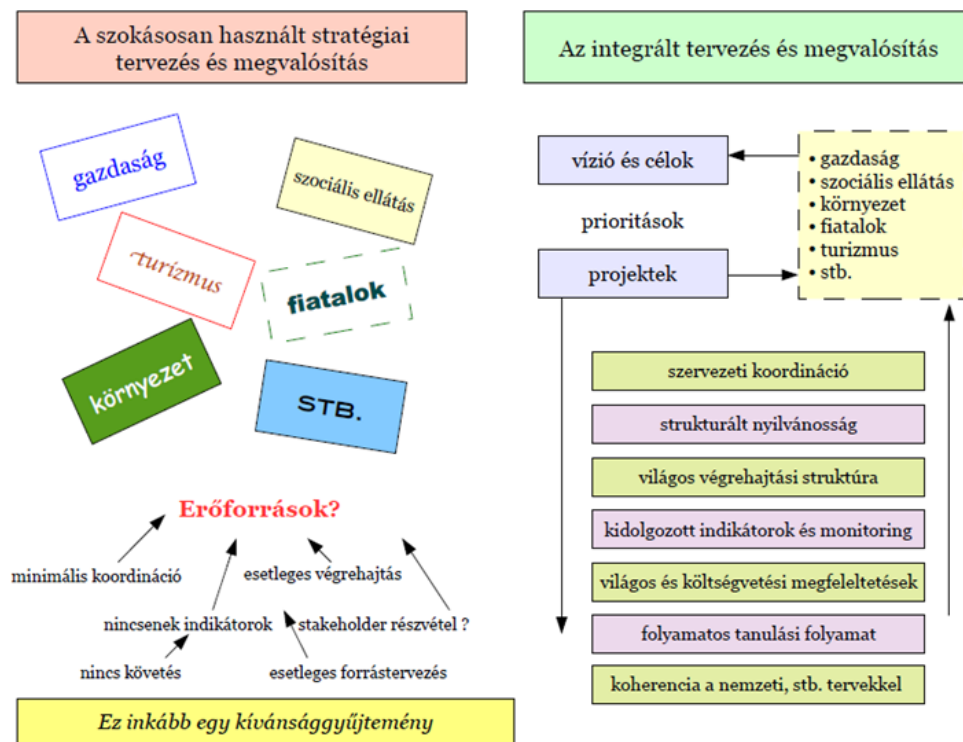 A szokásosan használt stratégiai
tervezés és megvalósítás
gazdaság
szociális ellátás
turizmus
fiatalok
környezet
STB.
Erőforrások?
minimális koordináció
esetleges végrehajtás
nincsenek indikátorok
stakeholder részvétel ?
nincs követés
esetleges forrástervezés
Ez inkább egy kívánsággyűjtemény
Az integrált tervezés és megvalósítás
vízió és célok
prioritások
projektek
• gazdaság
• szociális ellátás
• környezet
• fiatalok
• turizmus
• stb.
szervezeti koordináció
strukturált nyilvánosság
világos végrehajtási struktúra
kidolgozott indikátorok és monitoring
világos és költségvetési megfeleltetések
folyamatos tanulási folyamat
koherencia a nemzeti, stb. tervekkel